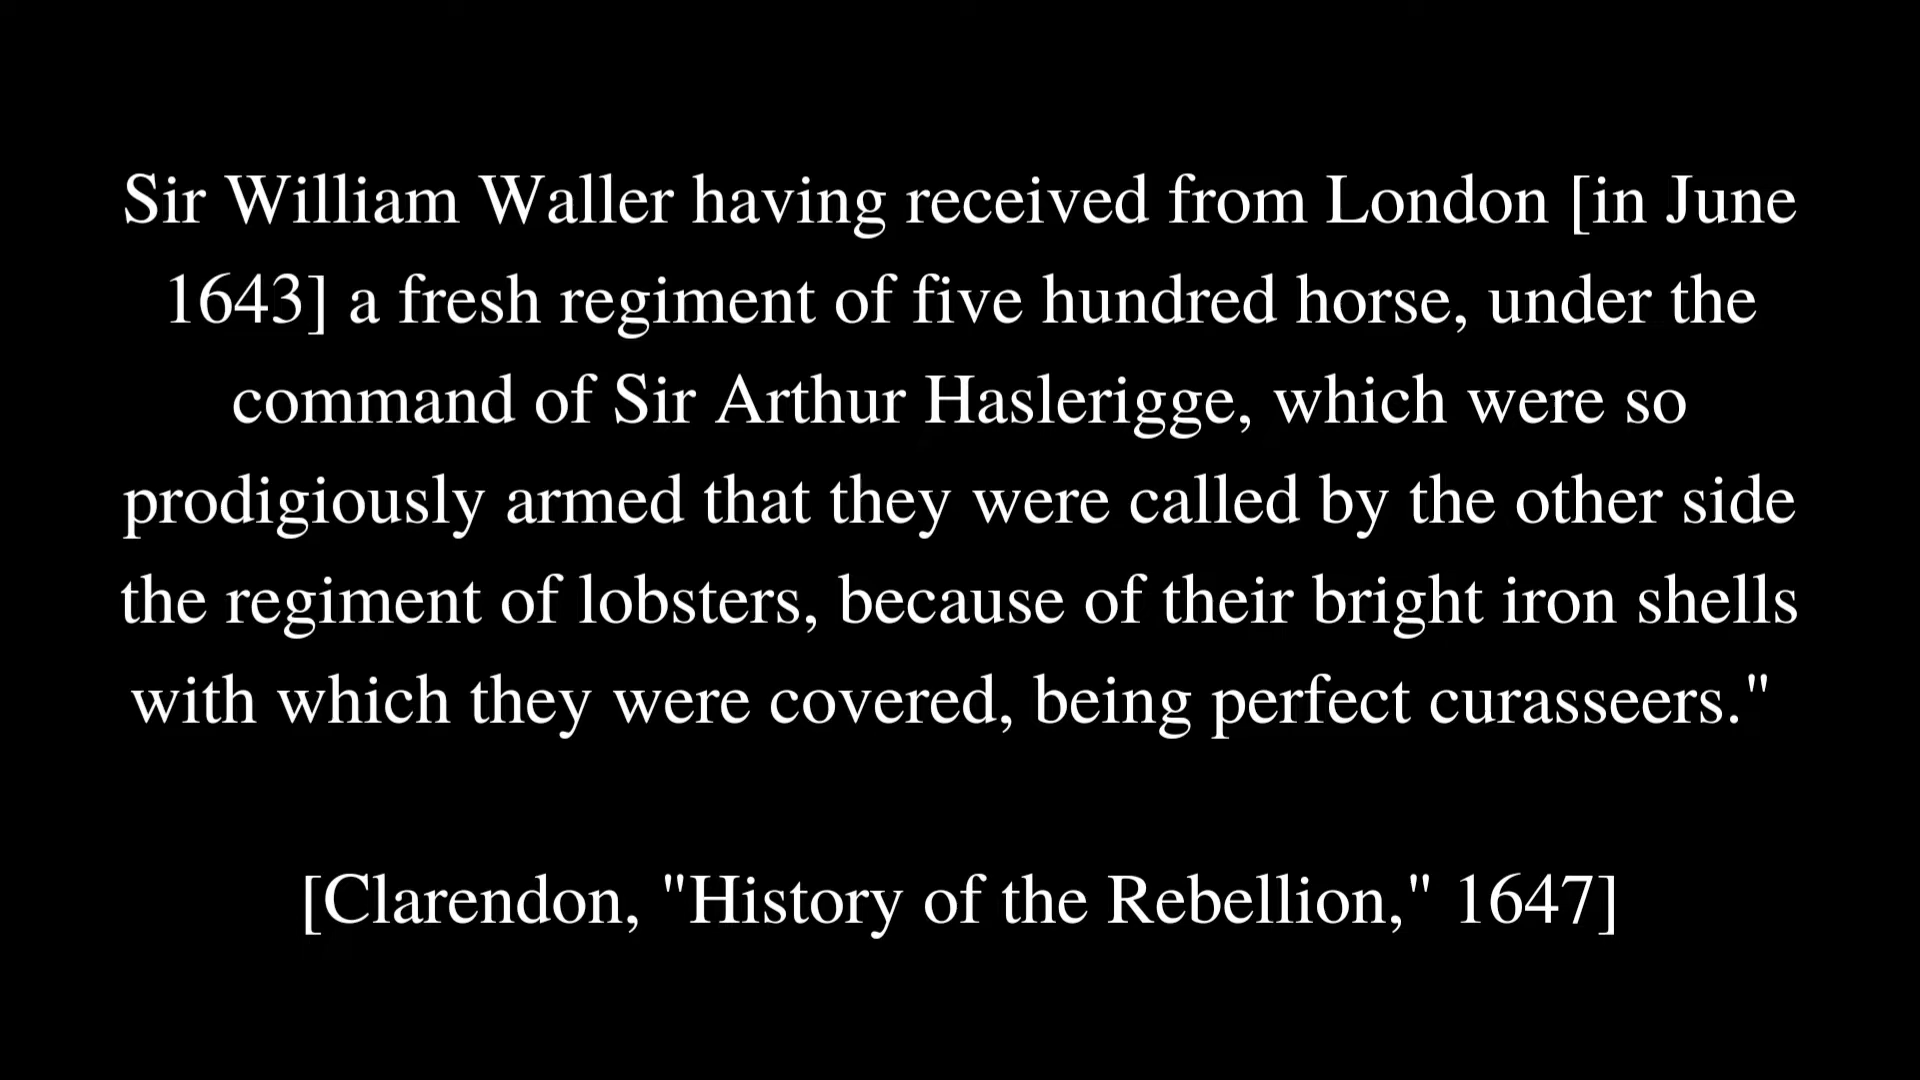 Sir William Waller having received from London [in June
1643] a fresh regiment of five hundred horse, under the
command of Sir Arthur Haslerigge, which were so
prodigiously armed that they were called by the other side
the regiment of lobsters, because of their bright iron shells
with which they were covered, being perfect curasseers."
[Clarendon, "History of the Rebellion," 1647]